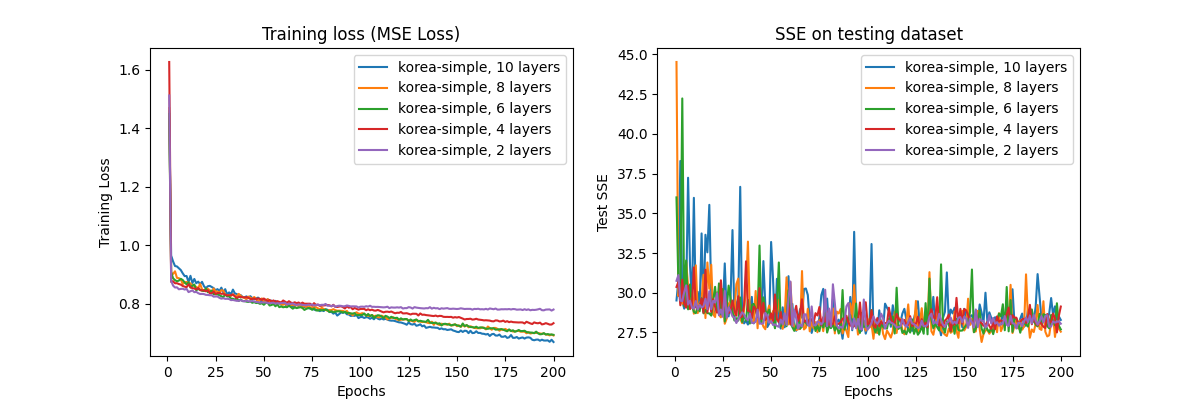 Training loss (MSE Loss)
1.6
1.4
1.2
1.0
0.8
Training Loss
korea-simple, 10 layers
korea-simple, 8 layers
korea-simple, 6 layers
korea-simple, 4 layers
korea-simple, 2 layers
0 25 50 75 100 125 150 175 200
Epochs
SSE on testing dataset
45.0
42.5
40.0
37.5
35.0
32.5
30.0
27.5
Test SSE
korea-simple, 10 layers
korea-simple, 8 layers
korea-simple, 6 layers
korea-simple, 4 layers
korea-simple, 2 layers
0 25 50 75 100 125 150 175 200
Epochs